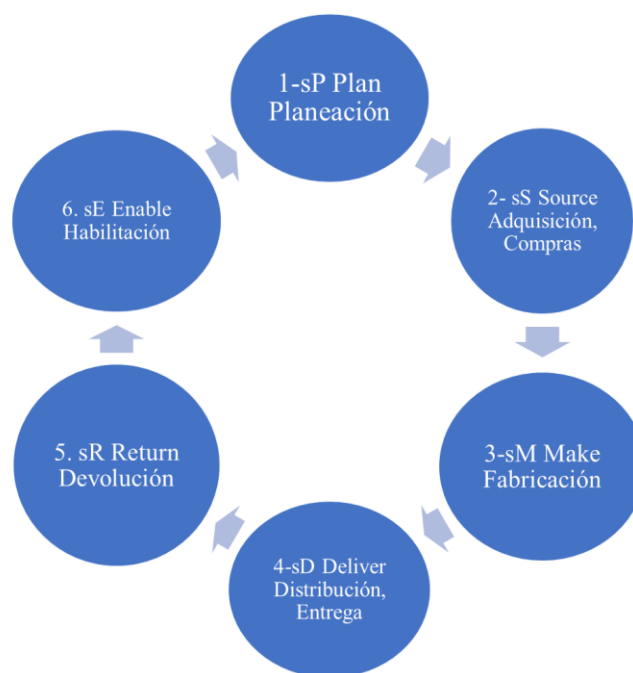 1-sP Plan
Planeación
2- sS Source
Adquisición,
Compras
3-sM Make
Fabricación
4-sD Deliver
Distribución,
Entrega
5. sR Return
Devolución
6. sE Enable
Habilitación